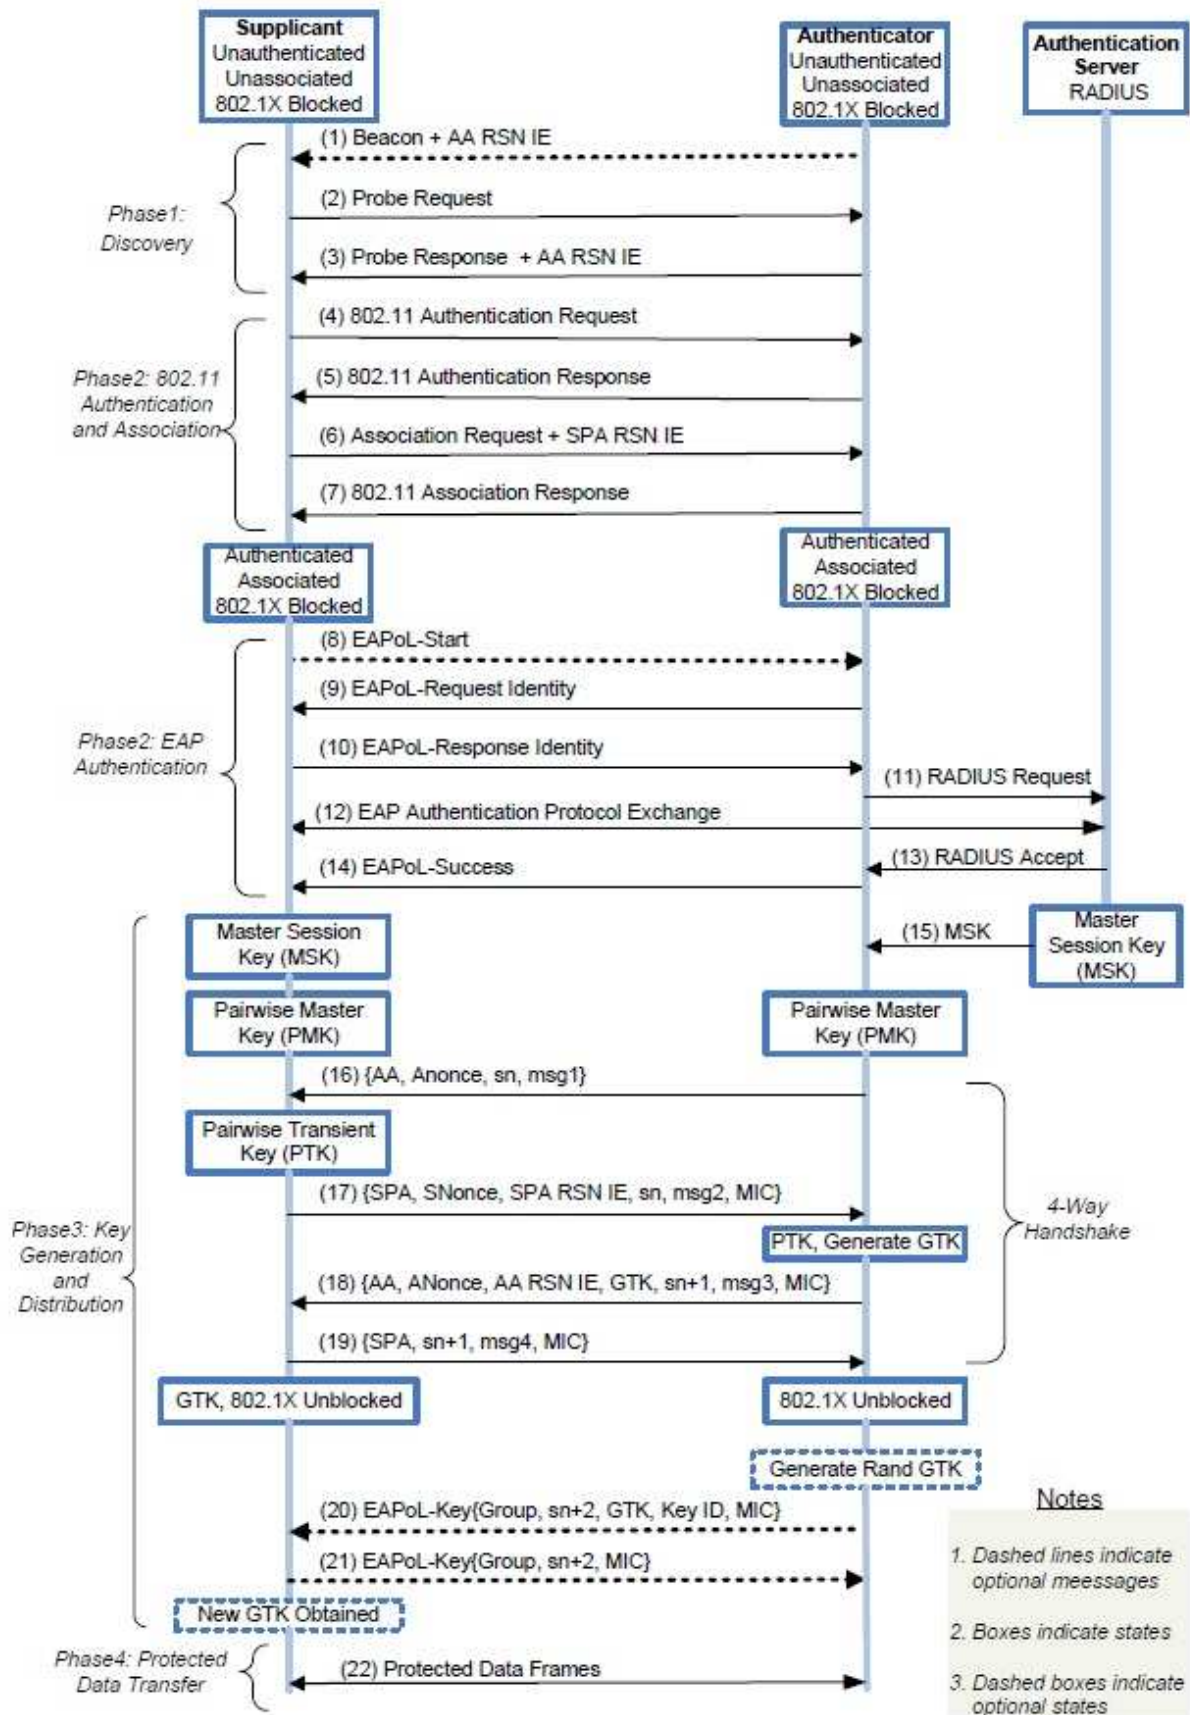 Supplicant
Unauthenticated
Unassociated
802.1X Blocked
Authenticator
Unauthenticated
Unassociated
802.1X Blocked
Authentication
Server
RADIUS
(1) Beacon + AA RSN IE
Phase1:
Discovery
(2) Probe Request
(3) Probe Response + AA RSN IE
(4) 802.11 Authentication Request
Phase2: 802.11
Authentication
and Association
(5) 802.11 Authentication Response
(6) Association Request + SPA RSN IE
(7) 802.11 Association Response
Authenticated
Associated
802.1X Blocked
Authenticated
Associated
802.1X Blocked
(8) EAPoL-Start
(9) EAPoL-Request Identity
Phase2: EAP
Authentication
(10) EAPoL-Response Identity
(11) RADIUS Request
(12) EAP Authentication Protocol Exchange
(13) RADIUS Accept
(14) EAPoL-Success
Master Session
Key (MSK)
(15) MSK
Master
Session Key
(MSK)
Pairwise Master
Key (PMK)
Pairwise Master
Key (PMK)
(16) {AA, Anonce, sn, msg1}
Pairwise Transient
Key (PTK)
(17) {SPA, SNonce, SPA RSN IE, sn, msg2, MIC}
4-Way
Handshake
Phase3: Key
Generation
and
Distribution
PTK, Generate GTK
(18) {AA, ANonce, AA RSN IE, GTK, sn+1, msg3, MIC}
(19) {SPA, sn+1, msg4, MIC}
GTK, 802.1X Unblocked
802.1X Unblocked
Generate Rand GTK
(20) EAPoL-Key{Group, sn+2, GTK, Key ID, MIC}
(21) EAPoL-Key{Group, sn+2, MIC}
New GTK Obtained
Phase4: Protected
Data Transfer
(22) Protected Data Frames
Notes
1. Dashed lines indicate
optional meessages
2. Boxes indicate states
3. Dashed boxes indicate
optional states